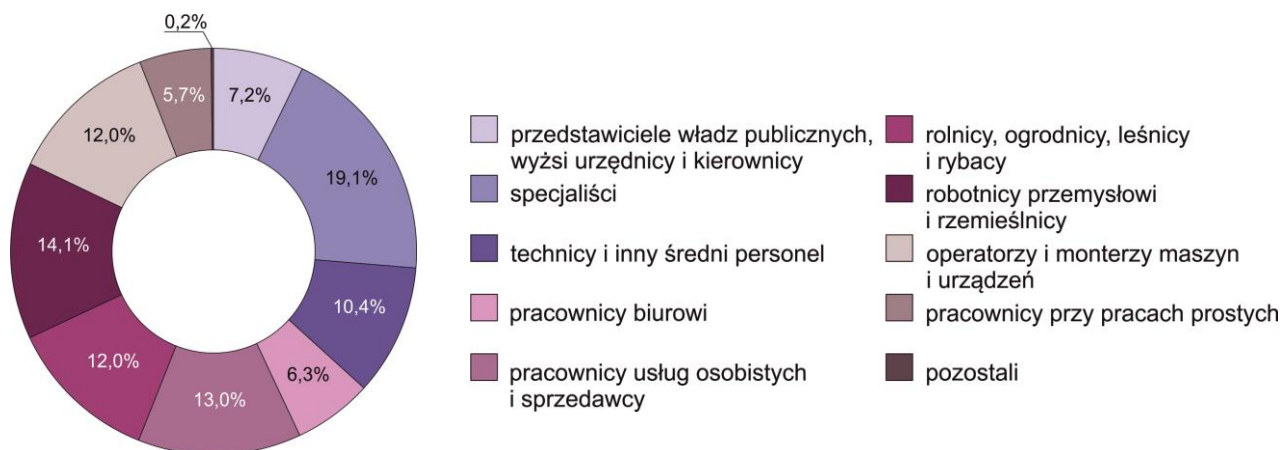 0,2%
5,7%
7,2%
12,0%
19,1%
14,1%
10,4%
12,0%
6,3%
13,0%
przedstawiciele władz publicznych,
wyżsi urzędnicy i kierownicy
specjaliści
technicy i inny średni personel
pracownicy biurowi
pracownicy usług osobistych
i sprzedawcy
rolnicy, ogrodnicy, leśnicy
i rybacy
robotnicy przemysłowi
i rzemieślnicy
operatorzy i monterzy maszyn
i urządzeń
pracownicy przy pracach prostych
pozostali